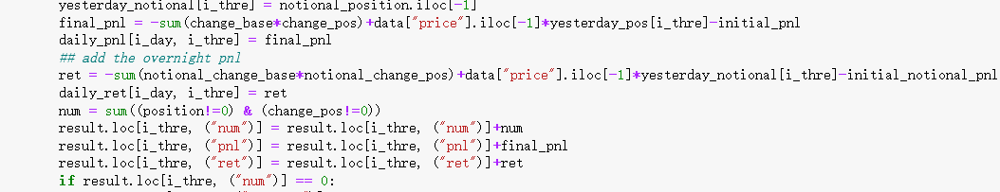 yesterday_notional[i_thre] = notional_position.iloc[-1]
final_pnl = -sum(change_base*change_pos)+data["price"].iloc[-1]*yesterday_pos[i_thre]-initial_pnl
daily_pnl[i_day, i_thre] = final_pnl
## add the overnight pnl
ret = -sum(notional_change_base*notional_change_pos)+data["price"].iloc[-1]*yesterday_notional[i_thre]-initial_notional_pnl
daily_ret[i_day, i_thre] = ret
num = sum((position!=0) & (change_pos!=0))
result.loc[i_thre, ("num")] = result.loc[i_thre, ("num")]+num
result.loc[i_thre, ("pnl")] = result.loc[i_thre, ("pnl")]+final_pnl
result.loc[i_thre, ("ret")] = result.loc[i_thre, ("ret")]+ret
if result.loc[i_thre, ("num")] == 0: